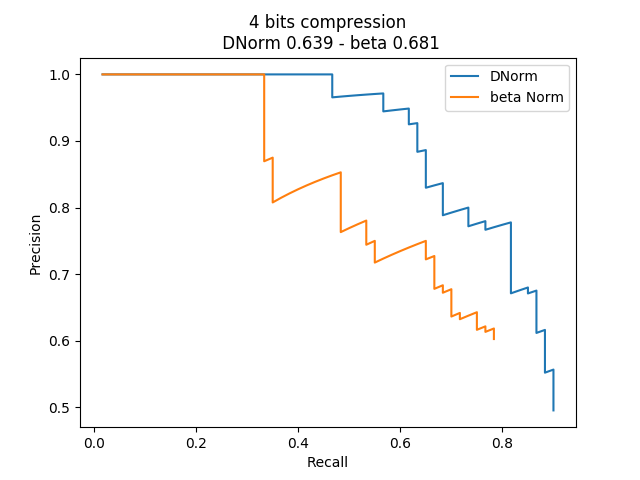 4 bits compression
DNorm 0.639 - beta 0.681
DNorm
beta Norm
Precision
1.0
0.9
0.8
0.7
0.6
0.5
0.0
0.2
0.4
0.6
0.8
Recall